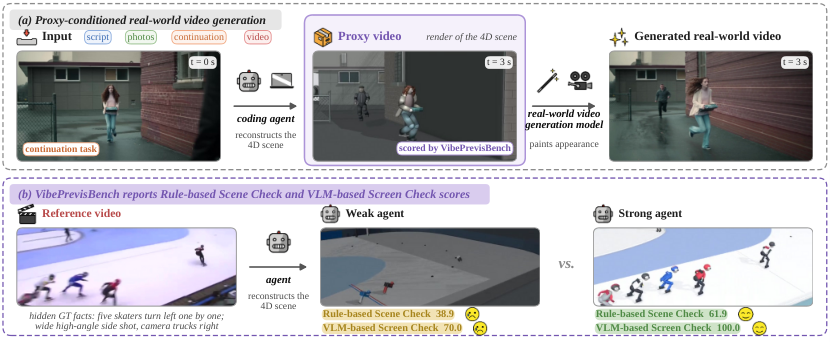 (a) Proxy-conditioned real-world video generation
Input script photos continuation video
Proxy video render of the 4D scene
Generated real-world video
t = 0 s
continuation task
coding agent
reconstructs the
4D scene
t = 3 s
scored by VibePrevisBench
real-world video
generation model
paints appearance
t = 3 s
(b) VibePrevisBench reports Rule-based Scene Check and VLM-based Screen Check scores
Reference video
hidden GT facts: five skaters turn left one by one;
wide high-angle side shot, camera trucks right
agent
reconstructs the
4D scene
Weak agent
Rule-based Scene Check 38.9
VLM-based Screen Check 70.0
vs.
Strong agent
Rule-based Scene Check 61.9
VLM-based Screen Check 100.0